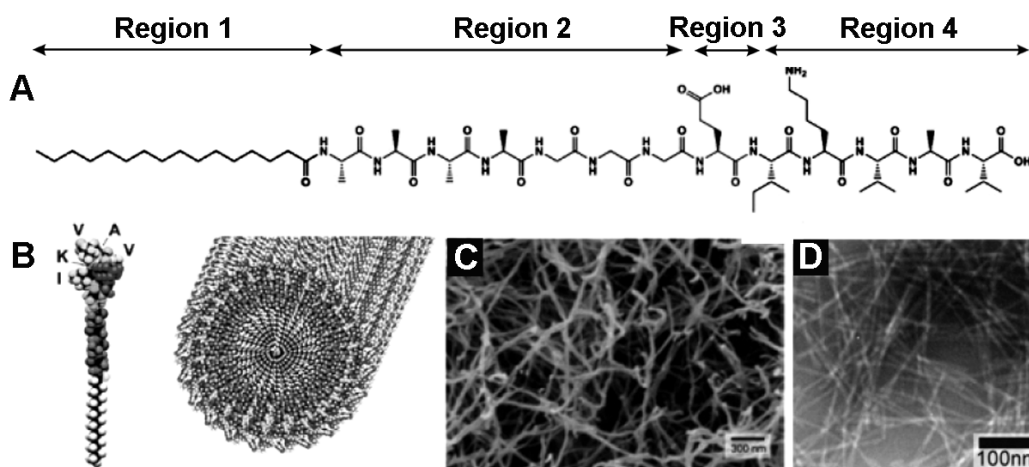 Region 1 Region 2 Region 3 Region 4
A
NH₂
O OH
O O O O O O O
H N N H H N N H H N N H H N N H H N N H H N OH
O O O O O O O
B V A K V I
C
300 nm
D
100nm